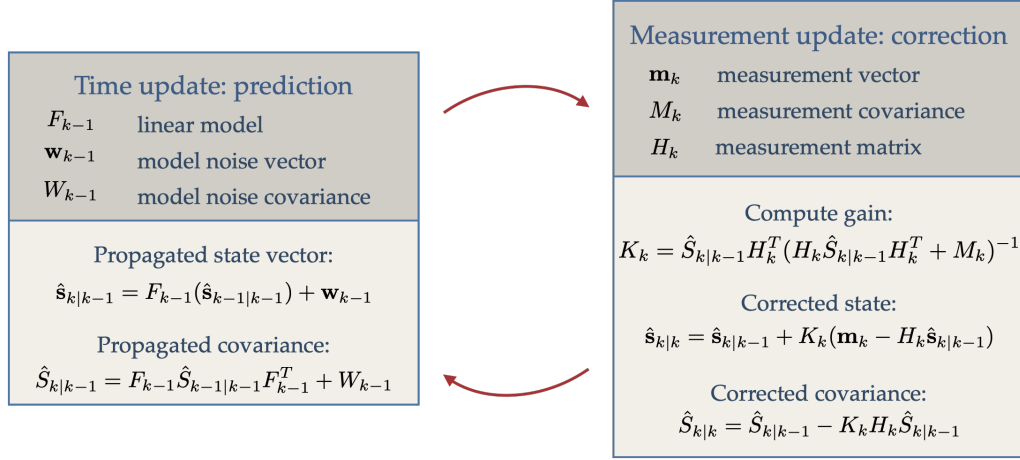 Time update: prediction
F_{k-1} linear model
𝐰_{k-1} model noise vector
W_{k-1} model noise covariance
Propagated state vector:
ŝ_{k|k-1} = F_{k-1}(ŝ_{k-1|k-1}) + 𝐰_{k-1}
Propagated covariance:
Ŝ_{k|k-1} = F_{k-1}Ŝ_{k-1|k-1}F_{k-1}^T + W_{k-1}
Measurement update: correction
𝐦_k measurement vector
M_k measurement covariance
H_k measurement matrix
Compute gain:
K_k = Ŝ_{k|k-1}H_k^T(H_kŜ_{k|k-1}H_k^T + M_k)^{-1}
Corrected state:
ŝ_{k|k} = ŝ_{k|k-1} + K_k(𝐦_k − H_kŝ_{k|k-1})
Corrected covariance:
Ŝ_{k|k} = Ŝ_{k|k-1} − K_kH_kŜ_{k|k-1}